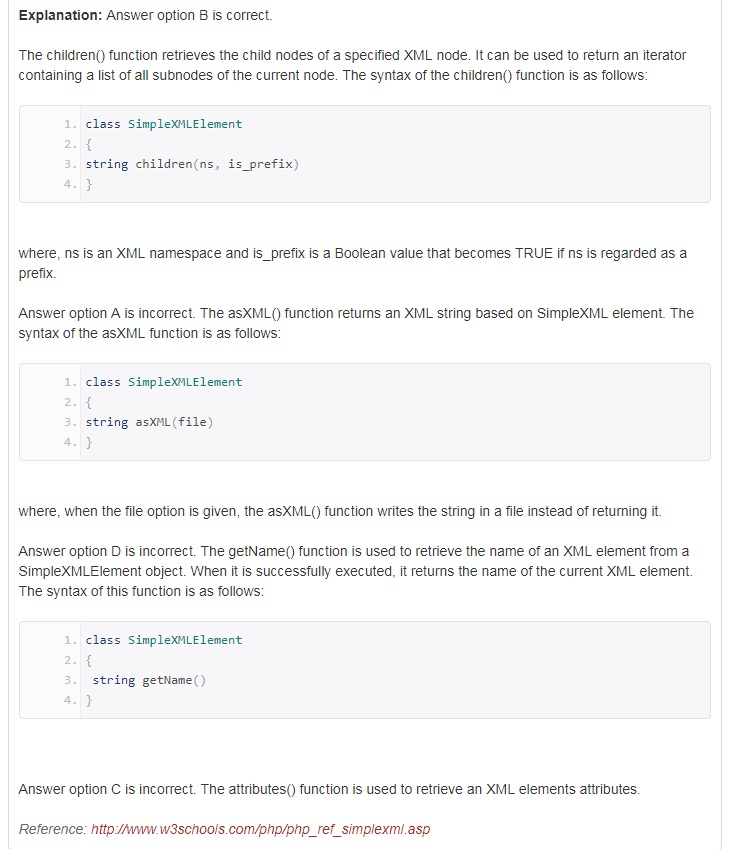 Explanation: Answer option B is correct.
The children() function retrieves the child nodes of a specified XML node. It can be used to return an iterator
containing a list of all subnodes of the current node. The syntax of the children() function is as follows:
1. class SimpleXMLElement
2. {
3. string children(ns, is_prefix)
4. }
where, ns is an XML namespace and is_prefix is a Boolean value that becomes TRUE if ns is regarded as a
prefix.
Answer option A is incorrect. The asXML() function returns an XML string based on SimpleXML element. The
syntax of the asXML function is as follows:
1. class SimpleXMLElement
2. {
3. string asXML(file)
4. }
where, when the file option is given, the asXML() function writes the string in a file instead of returning it.
Answer option D is incorrect. The getName() function is used to retrieve the name of an XML element from a
SimpleXMLElement object. When it is successfully executed, it returns the name of the current XML element.
The syntax of this function is as follows:
1. class SimpleXMLElement
2. {
3. string getName()
4. }
Answer option C is incorrect. The attributes() function is used to retrieve an XML elements attributes.
Reference: http://www.w3schools.com/php/php_ref_simplexml.asp